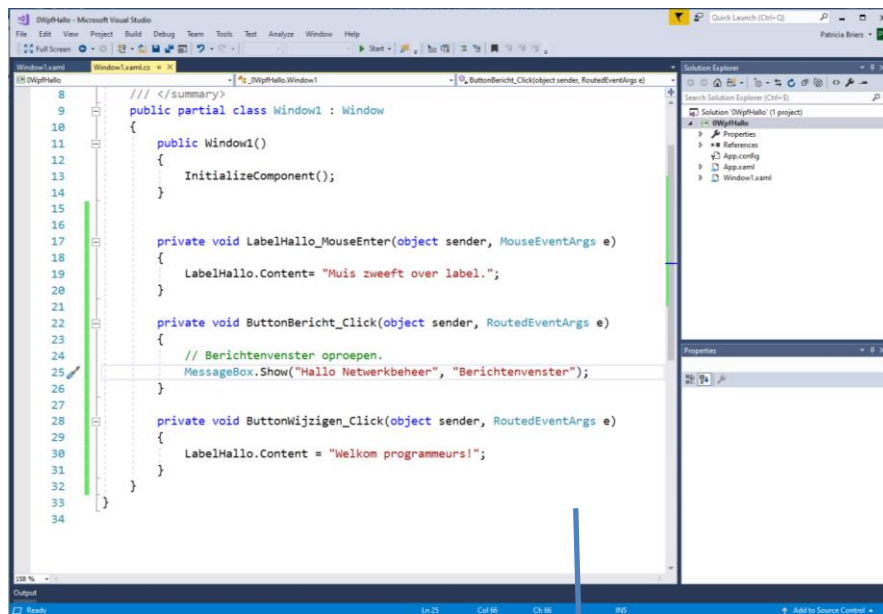 0WpfHallo - Microsoft Visual Studio
Quick Launch (Ctrl+Q)
File Edit View Project Build Debug Team Tools Test Analyze Window Help
Patricia Briers
Full Screen
Start
Window1.xaml
Window1.xaml.cs
0WpfHallo
_0WpfHallo.Window1
ButtonBericht_Click(object sender, RoutedEventArgs e)
8 /// </summary>
9 public partial class Window1 : Window
10 {
11 public Window1()
12 {
13 InitializeComponent();
14 }
15
16
17 private void LabelHallo_MouseEnter(object sender, MouseEventArgs e)
18 {
19 LabelHallo.Content= "Muis zweeft over label.";
20 }
21
22 private void ButtonBericht_Click(object sender, RoutedEventArgs e)
23 {
24 // Berichtenvenster oproepen.
25 MessageBox.Show("Hallo Netwerkbeheer", "Berichtenvenster");
26 }
27
28 private void ButtonWijzigen_Click(object sender, RoutedEventArgs e)
29 {
30 LabelHallo.Content = "Welkom programmeurs!";
31 }
32 }
33 }
34
158 %
Solution Explorer
Search Solution Explorer (Ctrl+$)
Solution '0WpfHallo' (1 project)
0WpfHallo
Properties
References
App.config
App.xaml
Window1.xaml
Properties
Output
Ready
Ln 25 Col 66 Ch 66 INS
Add to Source Control